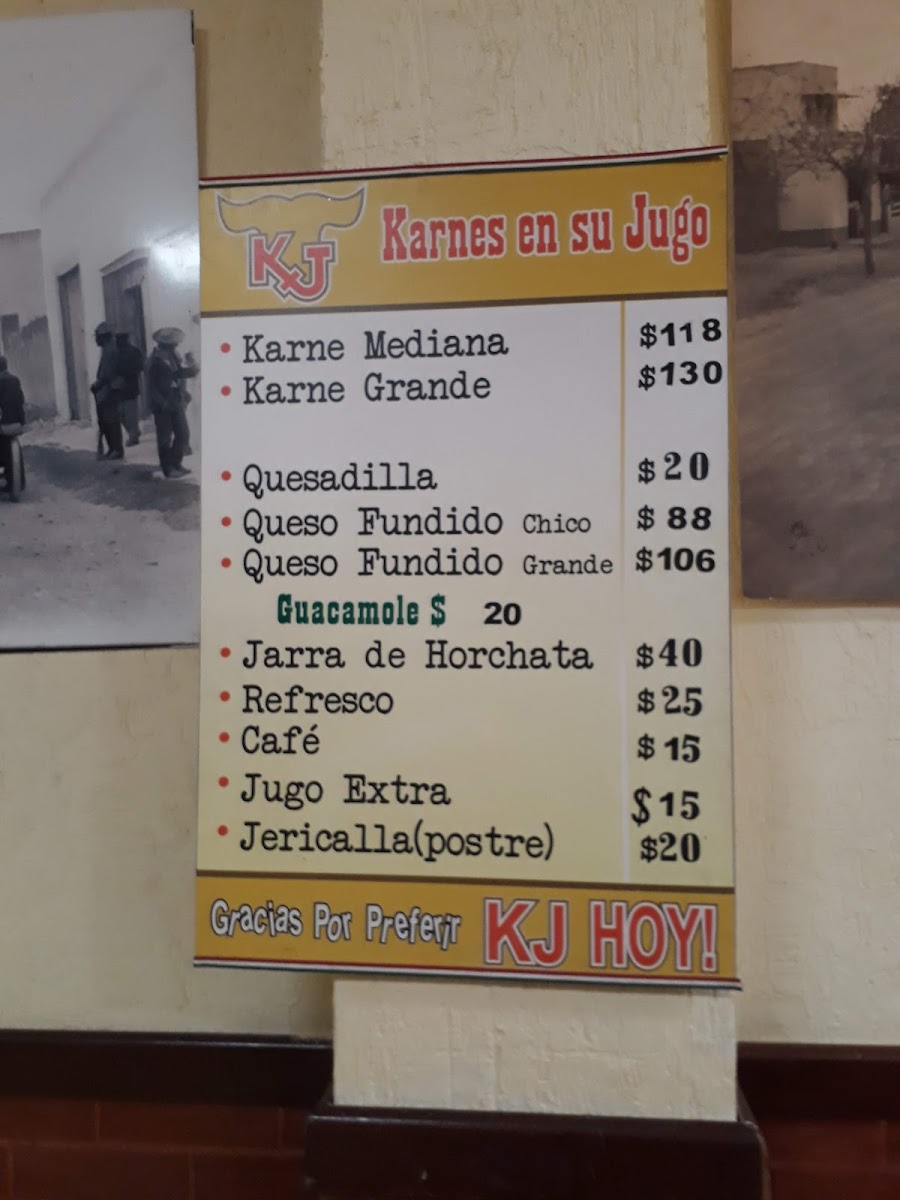 KJ Karnes en su Jugo
• Karne Mediana $118
• Karne Grande $130
• Quesadilla $20
• Queso Fundido Chico $ 88
• Queso Fundido Grande $106
Guacamole $ 20
• Jarra de Horchata $40
• Refresco $25
• Café $ 15
• Jugo Extra $15
• Jericalla(postre) $20
Gracias Por Preferir KJ HOY!